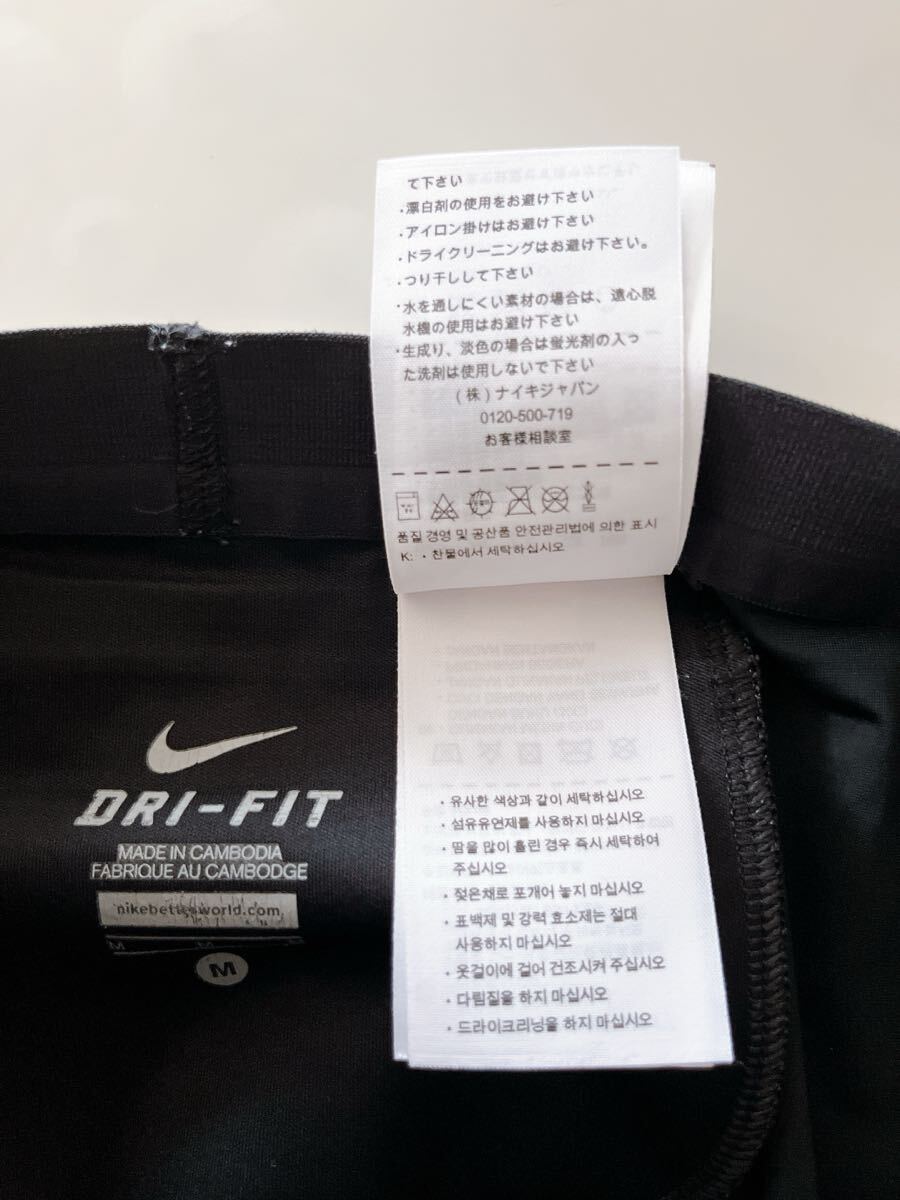 て下さい
・漂白剤の使用をお避け下さい
・アイロン掛けはお避け下さい
・ドライクリーニングはお避け下さい。
・つり干しして下さい
・水を通しにくい素材の場合は、遠心脱
水機の使用はお避け下さい
・生成り、淡色の場合は蛍光剤の入っ
た洗剤は使用しないで下さい
(株)ナイキジャパン
0120-500-719
お客様相談室
품질 경영 및 공산품 안전관리법에 의한 표시
K: ・찬물에서 세탁하십시오
・유사한 색상과 같이 세탁하십시오
・섬유유연제를 사용하지 마십시오
・땀을 많이 흘린 경우 즉시 세탁하여
주십시오
・젖은채로 포개어 놓지 마십시오
・표백제 및 강력 효소제는 절대
사용하지 마십시오
・옷걸이에 걸어 건조시켜 주십시오
・다림질을 하지 마십시오
・드라이크리닝을 하지 마십시오
DRI-FIT
MADE IN CAMBODIA
FABRIQUE AU CAMBODGE
nikebetterworld.com
M M
M